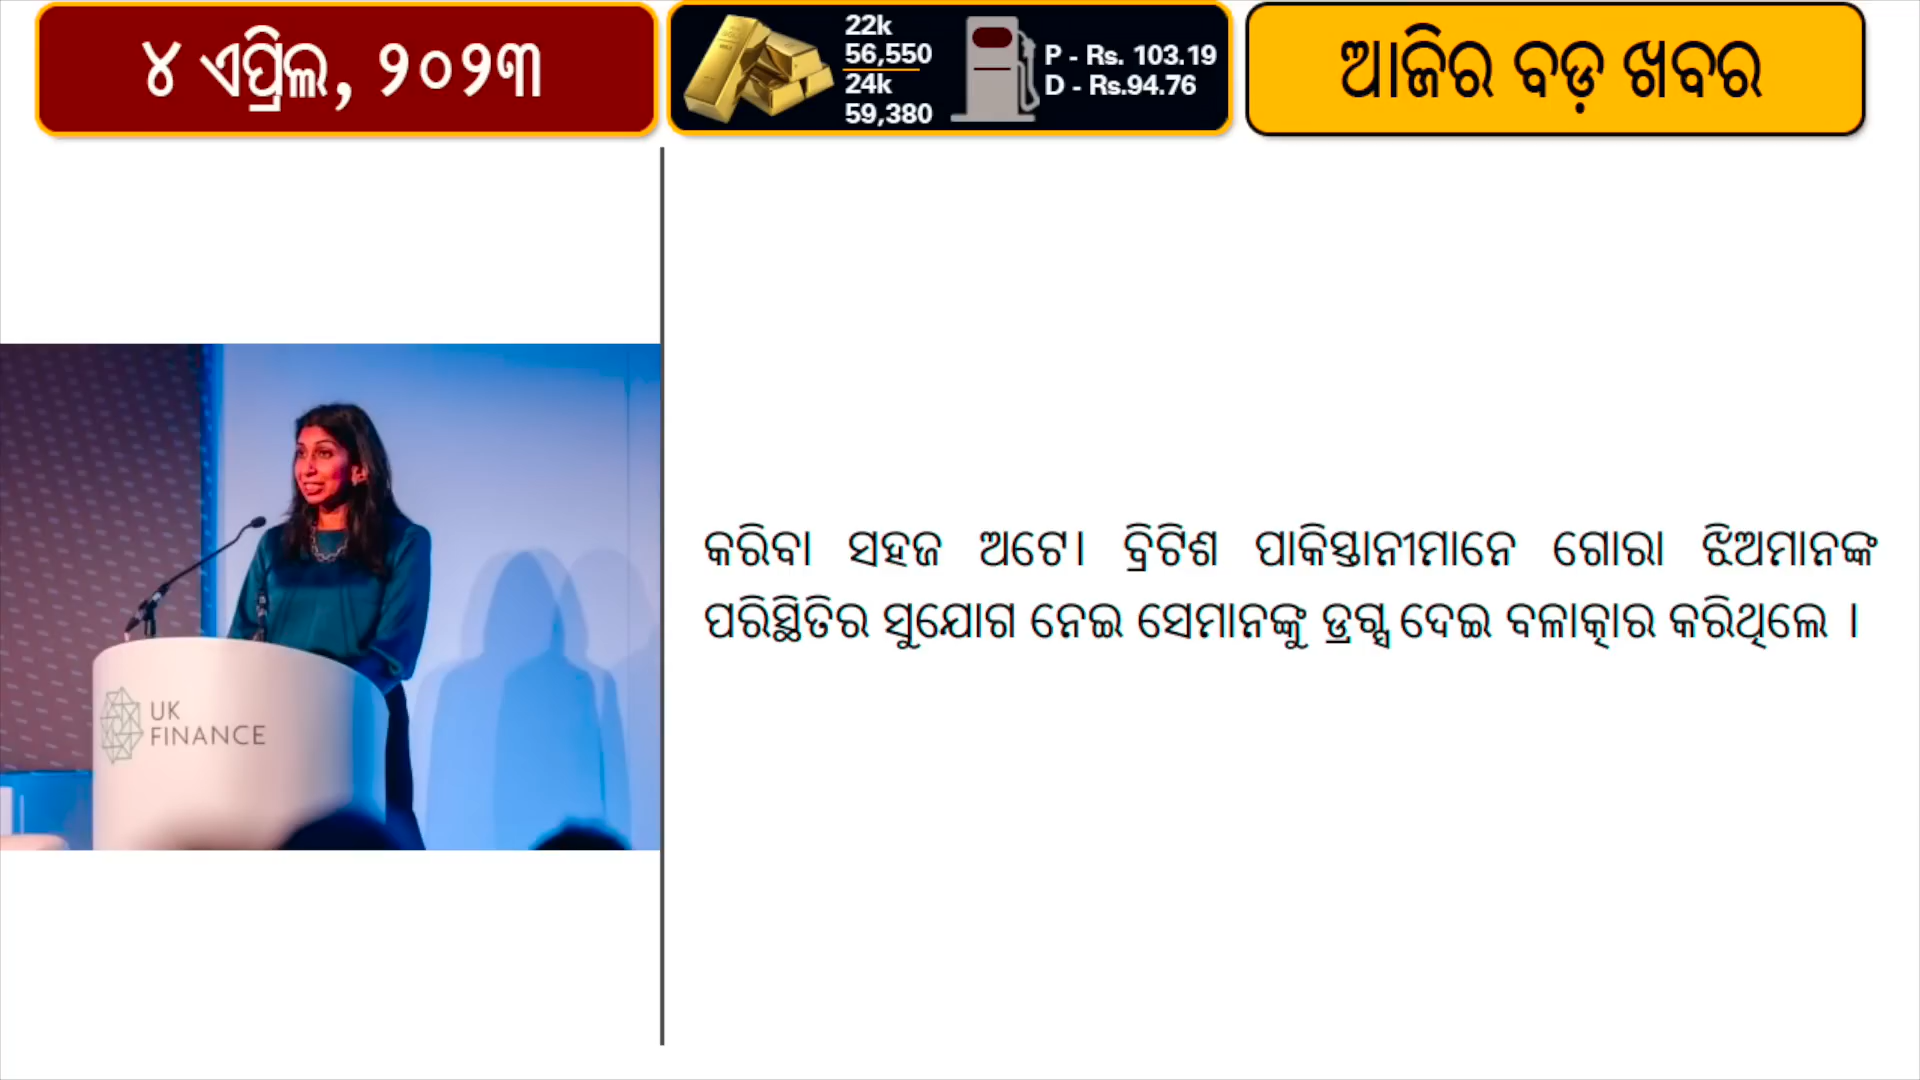 ୪ ଏପ୍ରିଲ, ୨୦୨୩
22k
56,550
24k
59,380
P - Rs. 103.19
D - Rs.94.76
ଆଜିର ବଡ଼ ଖବର
କରିବା ସହଜ ଅଟେ। ବ୍ରିଟିଶ ପାକିସ୍ତାନୀମାନେ ଗୋରା ଝିଅମାନଙ୍କ
ପରିସ୍ଥିତିର ସୁଯୋଗ ନେଇ ସେମାନଙ୍କୁ ଡ୍ରଗ୍ସ ଦେଇ ବଳାତ୍କାର କରିଥିଲେ ।
UK
FINANCE